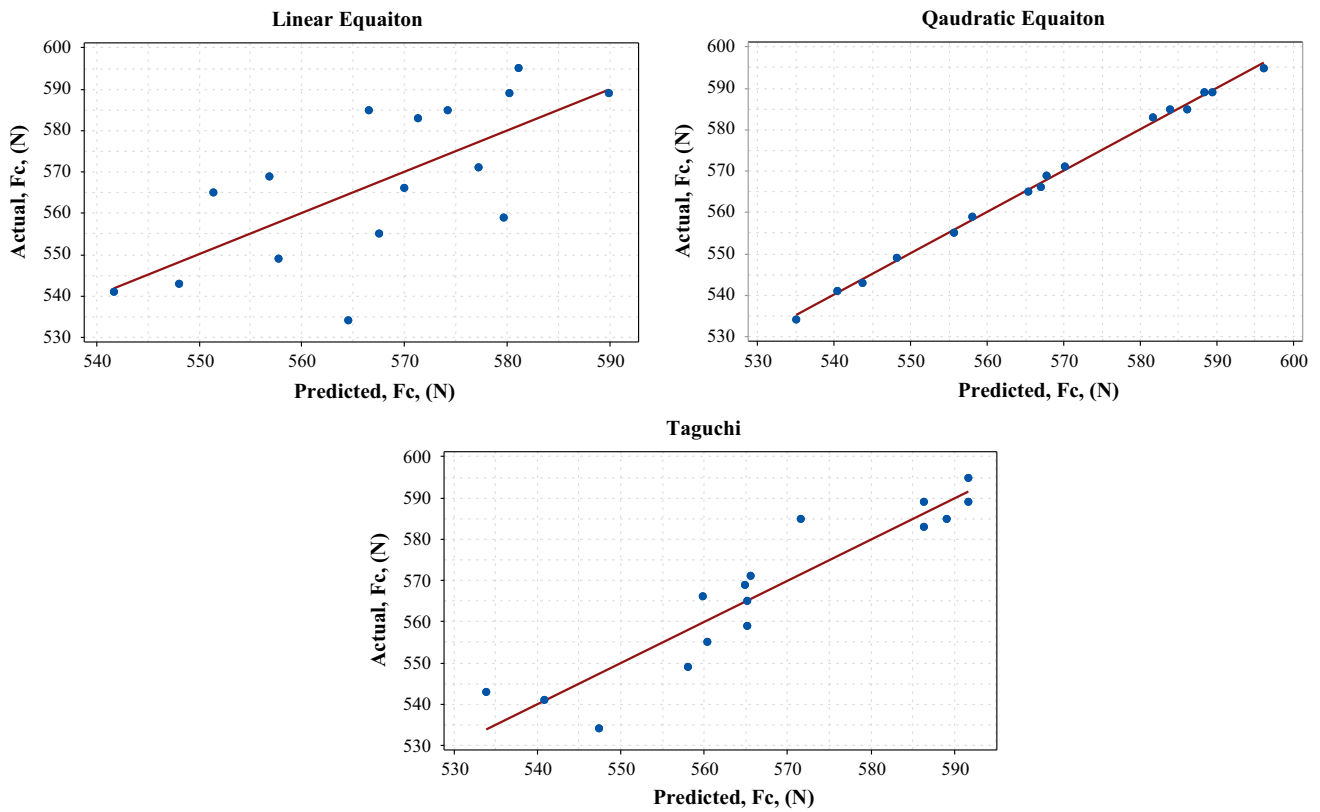 Linear Equaiton
600
590
580
570
560
550
540
530
Actual, Fc, (N)
540 550 560 570 580 590
Predicted, Fc, (N)
Qaudratic Equaiton
600
590
580
570
560
550
540
530
Actual, Fc, (N)
530 540 550 560 570 580 590 600
Predicted, Fc, (N)
Taguchi
600
590
580
570
560
550
540
530
Actual, Fc, (N)
530 540 550 560 570 580 590
Predicted, Fc, (N)